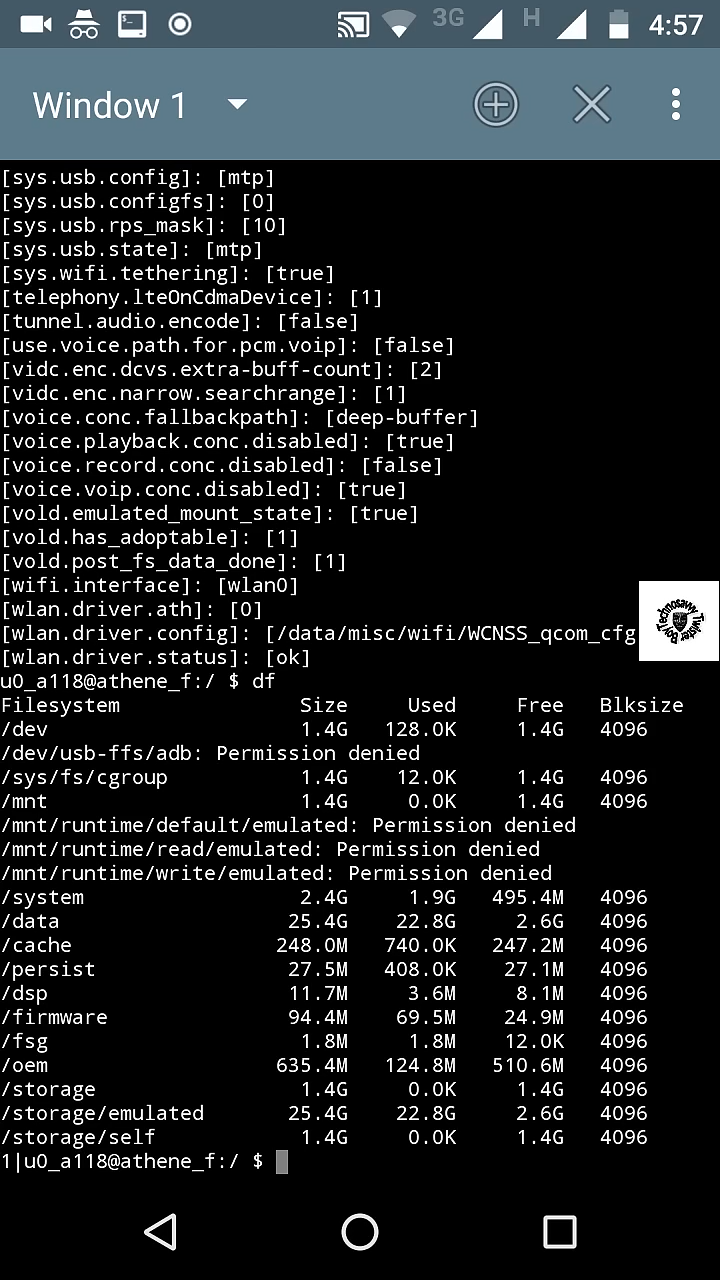 3G H 4:57
Window 1
[sys.usb.config]: [mtp]
[sys.usb.configfs]: [0]
[sys.usb.rps_mask]: [10]
[sys.usb.state]: [mtp]
[sys.wifi.tethering]: [true]
[telephony.lteOnCdmaDevice]: [1]
[tunnel.audio.encode]: [false]
[use.voice.path.for.pcm.voip]: [false]
[vidc.enc.dcvs.extra-buff-count]: [2]
[vidc.enc.narrow.searchrange]: [1]
[voice.conc.fallbackpath]: [deep-buffer]
[voice.playback.conc.disabled]: [true]
[voice.record.conc.disabled]: [false]
[voice.voip.conc.disabled]: [true]
[vold.emulated_mount_state]: [true]
[vold.has_adoptable]: [1]
[vold.post_fs_data_done]: [1]
[wifi.interface]: [wlan0]
[wlan.driver.ath]: [0]
[wlan.driver.config]: [/data/misc/wifi/WCNSS_qcom_cfg
[wlan.driver.status]: [ok]
u0_a118@athene_f:/ $ df
Filesystem Size Used Free Blksize
/dev 1.4G 128.0K 1.4G 4096
/dev/usb-ffs/adb: Permission denied
/sys/fs/cgroup 1.4G 12.0K 1.4G 4096
/mnt 1.4G 0.0K 1.4G 4096
/mnt/runtime/default/emulated: Permission denied
/mnt/runtime/read/emulated: Permission denied
/mnt/runtime/write/emulated: Permission denied
/system 2.4G 1.9G 495.4M 4096
/data 25.4G 22.8G 2.6G 4096
/cache 248.0M 740.0K 247.2M 4096
/persist 27.5M 408.0K 27.1M 4096
/dsp 11.7M 3.6M 8.1M 4096
/firmware 94.4M 69.5M 24.9M 4096
/fsg 1.8M 1.8M 12.0K 4096
/oem 635.4M 124.8M 510.6M 4096
/storage 1.4G 0.0K 1.4G 4096
/storage/emulated 25.4G 22.8G 2.6G 4096
/storage/self 1.4G 0.0K 1.4G 4096
1|u0_a118@athene_f:/ $